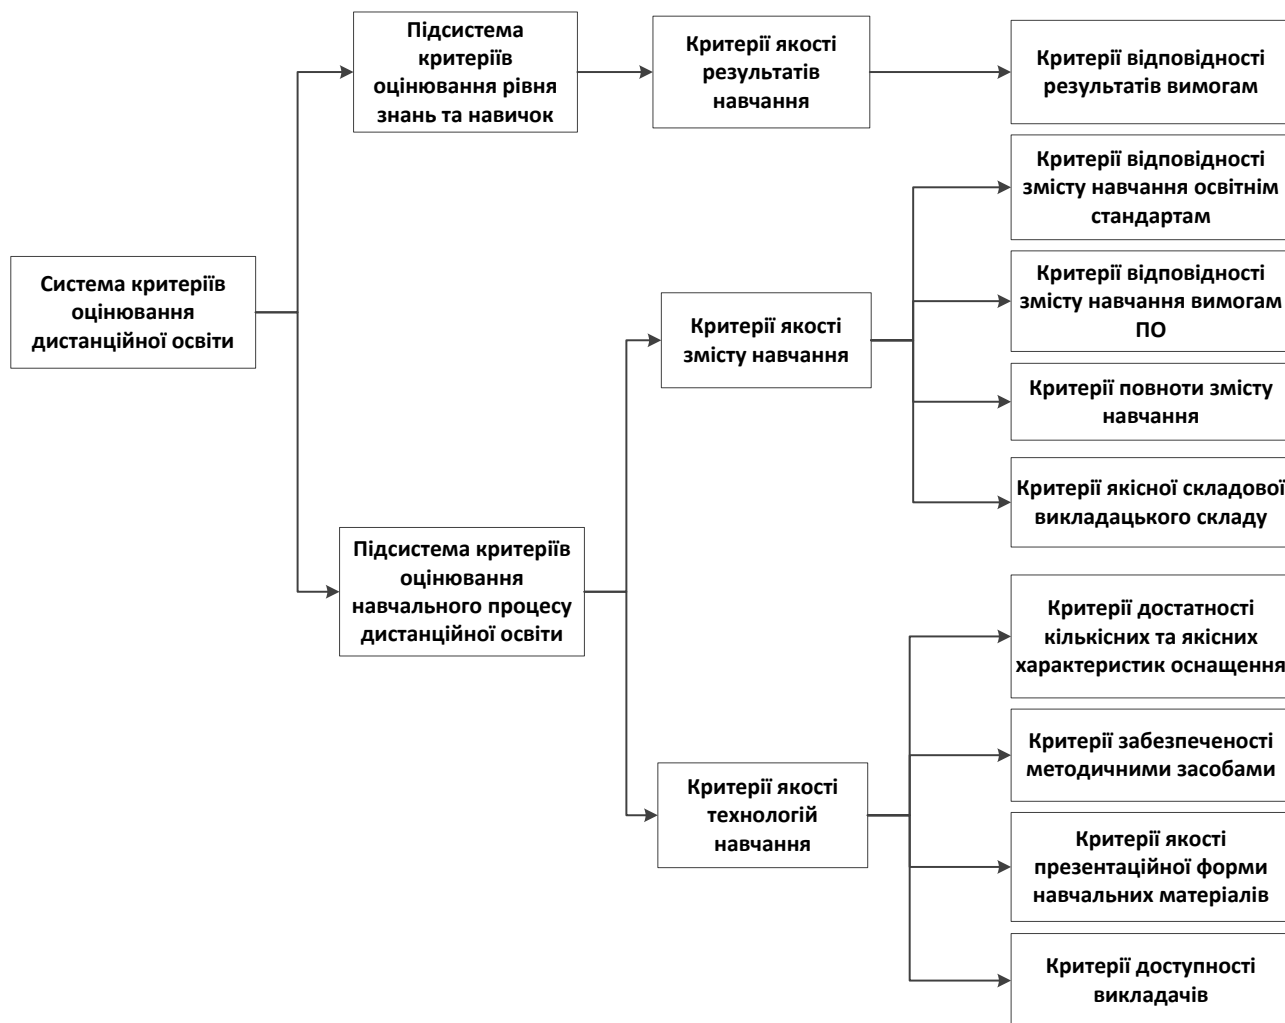 Підсистема
критеріїв
оцінювання рівня
знань та навичок
Критерії якості
результатів
навчання
Критерії відповідності
результатів вимогам
Критерії відповідності
змісту навчання освітнім
стандартам
Система критеріїв
оцінювання
дистанційної освіти
Критерії відповідності
змісту навчання вимогам
ПО
Критерії якості
змісту навчання
Критерії повноти змісту
навчання
Критерії якісної складової
викладацького складу
Підсистема критеріїв
оцінювання
навчального процесу
дистанційної освіти
Критерії достатності
кількісних та якісних
характеристик оснащення
Критерії забезпеченості
методичними засобами
Критерії якості
технологій
навчання
Критерії якості
презентаційної форми
навчальних матеріалів
Критерії доступності
викладачів